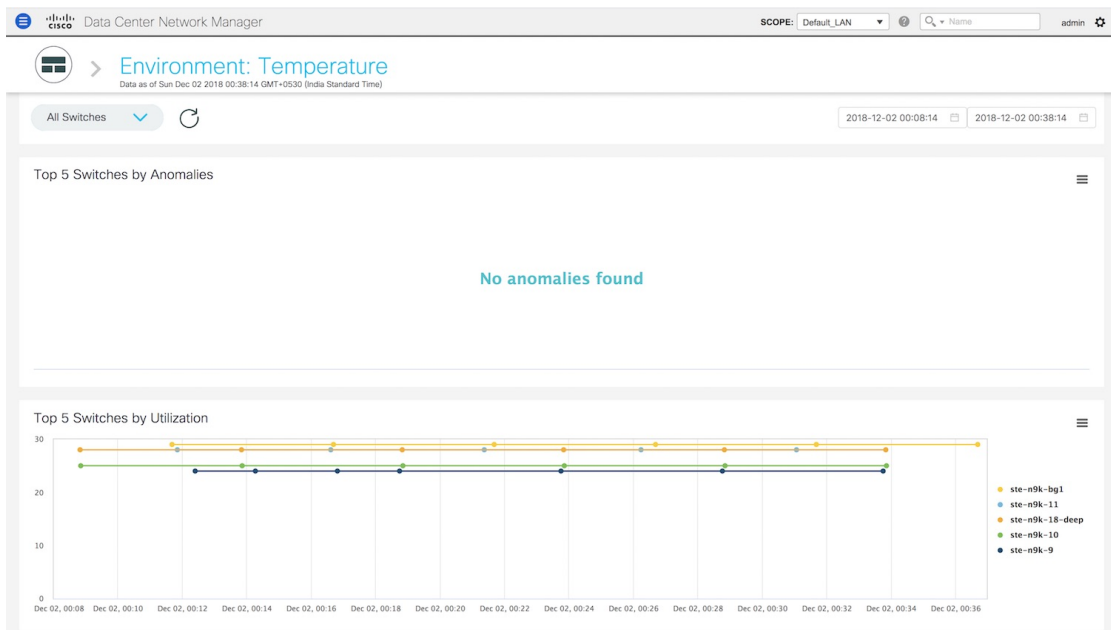 cisco Data Center Network Manager SCOPE: Default_LAN ? Name admin
Environment: Temperature
Data as of Sun Dec 02 2018 00:38:14 GMT+0530 (India Standard Time)
All Switches 2018-12-02 00:08:14 2018-12-02 00:38:14
Top 5 Switches by Anomalies
No anomalies found
Top 5 Switches by Utilization
30
20
10
0
ste-n9k-bg1
ste-n9k-11
ste-n9k-18-deep
ste-n9k-10
ste-n9k-9
Dec 02, 00:08 Dec 02, 00:10 Dec 02, 00:12 Dec 02, 00:14 Dec 02, 00:16 Dec 02, 00:18 Dec 02, 00:20 Dec 02, 00:22 Dec 02, 00:24 Dec 02, 00:26 Dec 02, 00:28 Dec 02, 00:30 Dec 02, 00:32 Dec 02, 00:34 Dec 02, 00:36